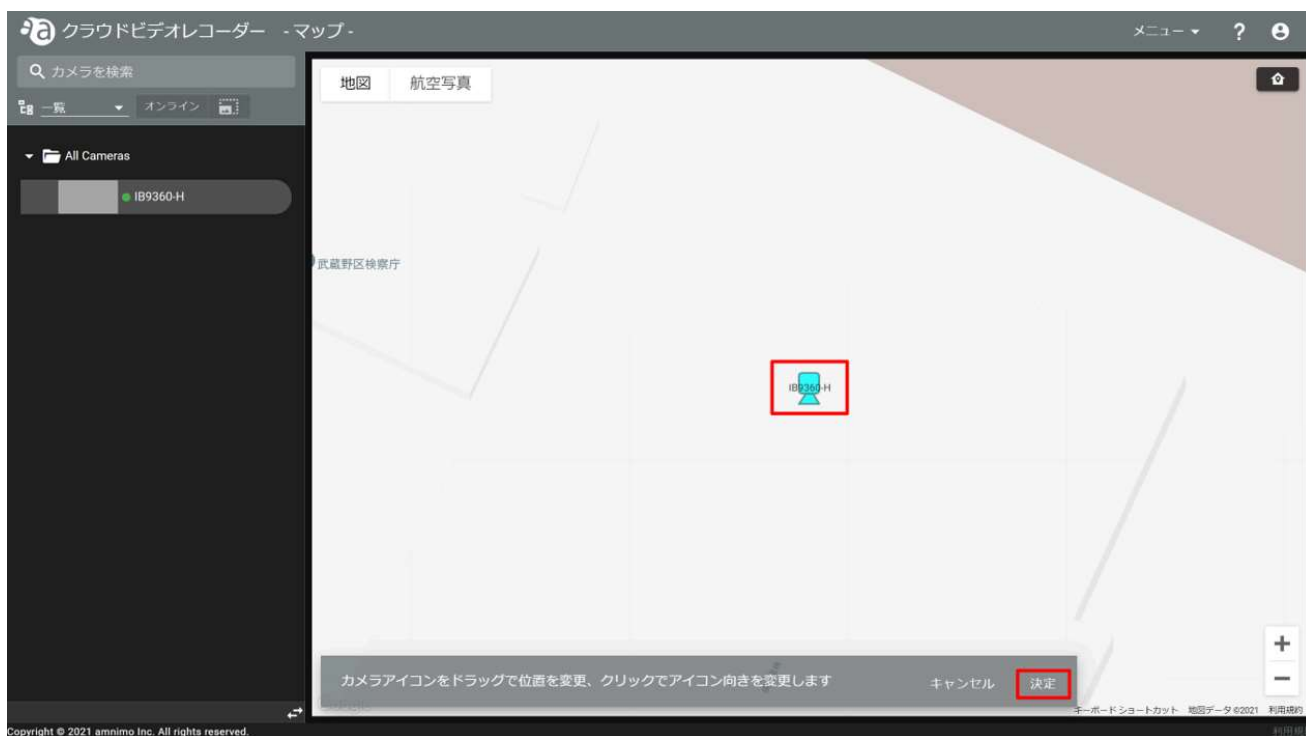 クラウドビデオレコーダー - マップ -
メニュー
?
カメラを検索
一覧
オンライン
All Cameras
IB9360-H
地図
航空写真
武蔵野区検察庁
IB9360-H
+
−
カメラアイコンをドラッグで位置を変更、クリックでアイコン向きを変更します
キャンセル
決定
キーボード ショートカット
地図データ ©2021
利用規約
Copyright © 2021 amnimo Inc. All rights reserved.